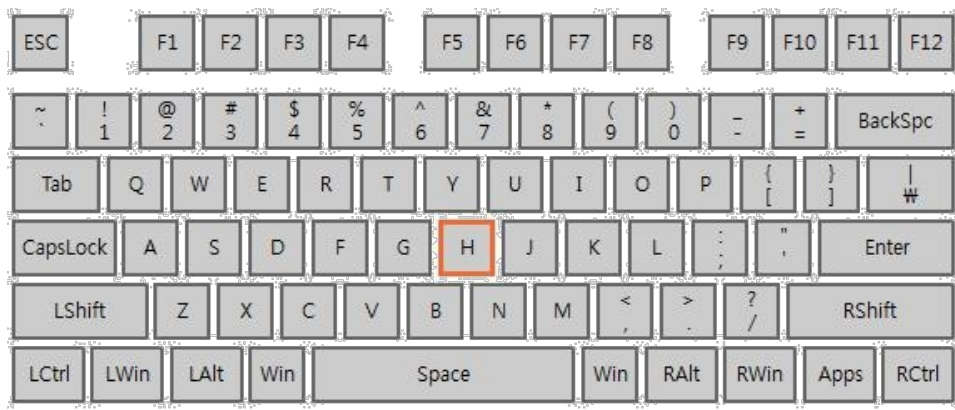 ESC F1 F2 F3 F4 F5 F6 F7 F8 F9 F10 F11 F12
~ ! @ # $ % ^ & * ( ) _ +
` 1 2 3 4 5 6 7 8 9 0 - = BackSpc
Tab Q W E R T Y U I O P { } |
[ ] ₩
CapsLock A S D F G H J K L : " Enter
; '
LShift Z X C V B N M < > ? RShift
, . /
LCtrl LWin LAlt Win Space Win RAlt RWin Apps RCtrl